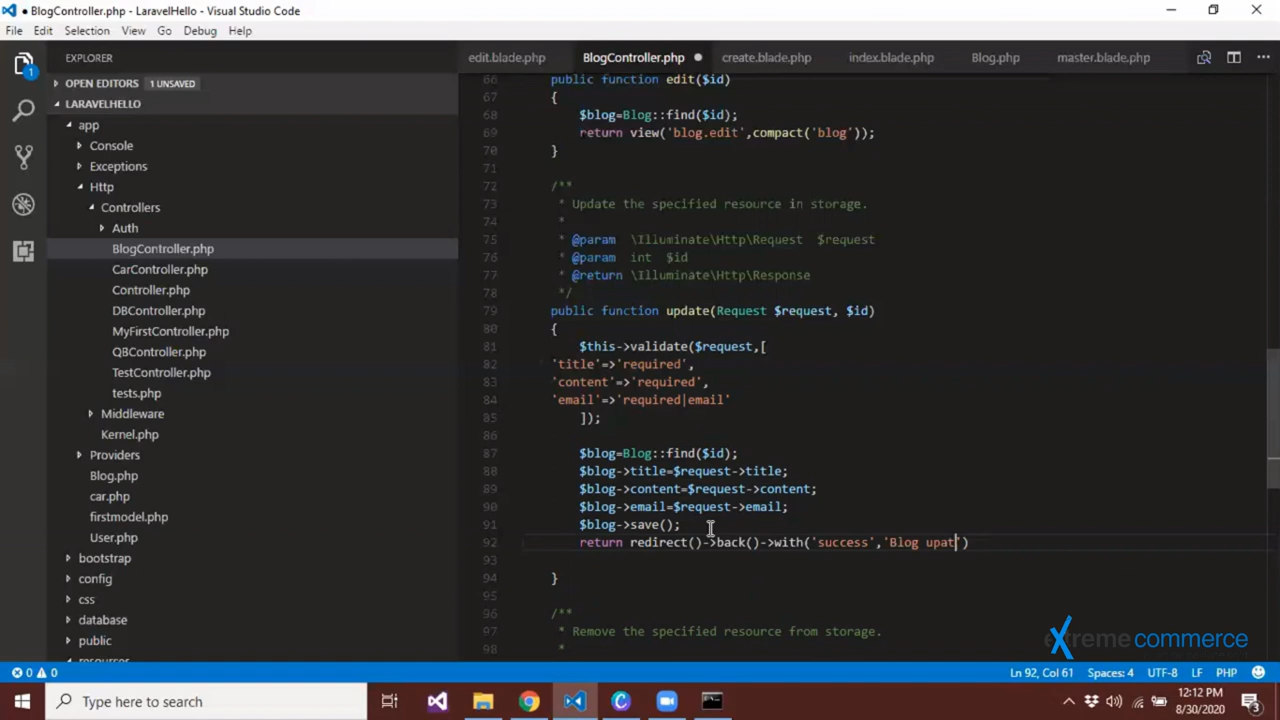 BlogController.php - LaravelHello - Visual Studio Code
File Edit Selection View Go Debug Help
EXPLORER
OPEN EDITORS 1 UNSAVED
LARAVELHELLO
app
Console
Exceptions
Http
Controllers
Auth
BlogController.php
CarController.php
Controller.php
DBController.php
MyFirstController.php
QBController.php
TestController.php
tests.php
Middleware
Kernel.php
Providers
Blog.php
car.php
firstmodel.php
User.php
bootstrap
config
css
database
public
resources
edit.blade.php BlogController.php create.blade.php index.blade.php Blog.php master.blade.php
66 public function edit($id)
67 {
68 $blog=Blog::find($id);
69 return view('blog.edit',compact('blog'));
70 }
71
72 /**
73 * Update the specified resource in storage.
74 *
75 * @param \Illuminate\Http\Request $request
76 * @param int $id
77 * @return \Illuminate\Http\Response
78 */
79 public function update(Request $request, $id)
80 {
81 $this->validate($request,[
82 'title'=>'required',
83 'content'=>'required',
84 'email'=>'required|email'
85 ]);
86
87 $blog=Blog::find($id);
88 $blog->title=$request->title;
89 $blog->content=$request->content;
90 $blog->email=$request->email;
91 $blog->save();
92 return redirect()->back()->with('success','Blog upat')
93
94 }
95
96 /**
97 * Remove the specified resource from storage.
98 *
extreme commerce
0 0 Ln 92, Col 61 Spaces: 4 UTF-8 LF PHP
1
Type here to search
12:12 PM
8/30/2020
3